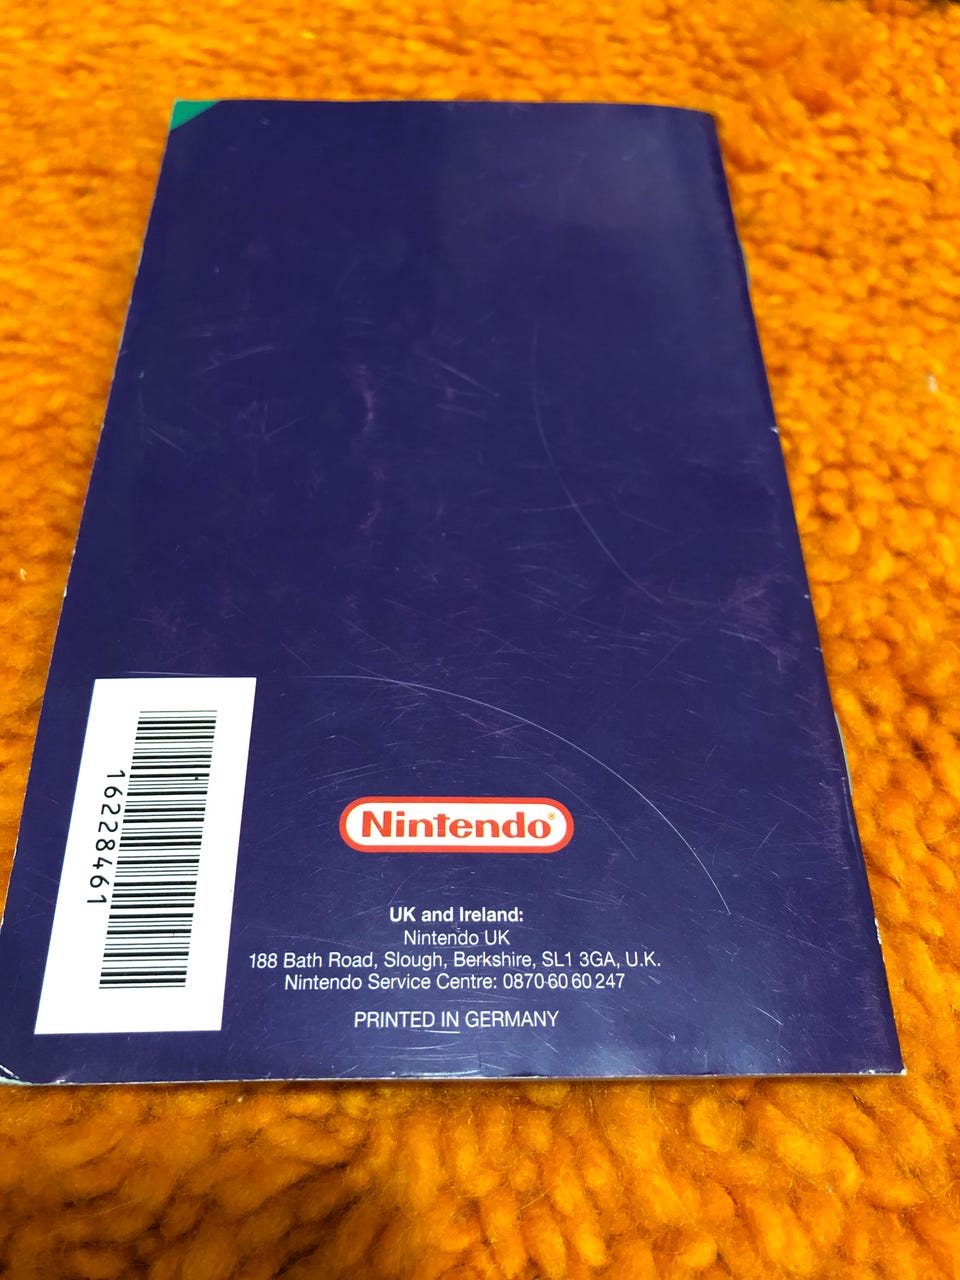 16228461
Nintendo®
UK and Ireland:
Nintendo UK
188 Bath Road, Slough, Berkshire, SL1 3GA, U.K.
Nintendo Service Centre: 0870-60 60 247
PRINTED IN GERMANY